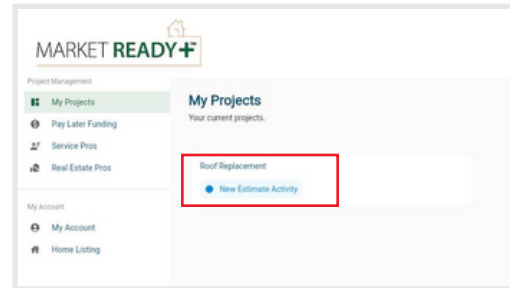 MARKET READY+™
Project Management
My Projects
Pay Later Funding
Service Pros
Real Estate Pros
My Account
My Account
Home Listing
My Projects
Your current projects.
Roof Replacement
New Estimate Activity